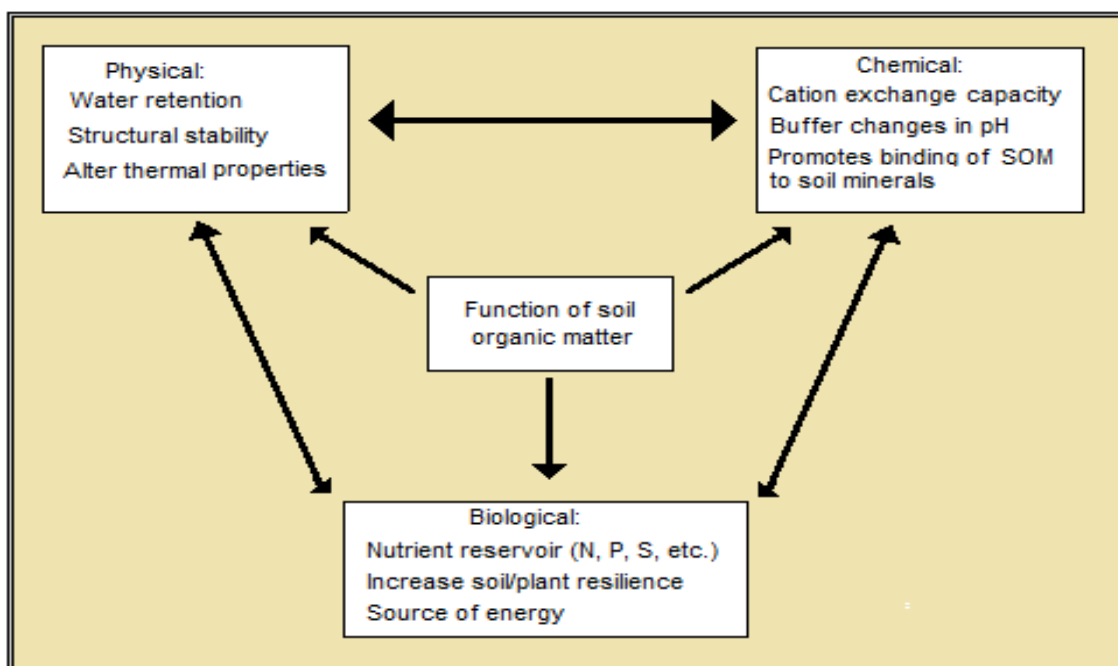 Physical:
Water retention
Structural stability
Alter thermal properties
Chemical:
Cation exchange capacity
Buffer changes in pH
Promotes binding of SOM
to soil minerals
Function of soil
organic matter
Biological:
Nutrient reservoir (N, P, S, etc.)
Increase soil/plant resilience
Source of energy